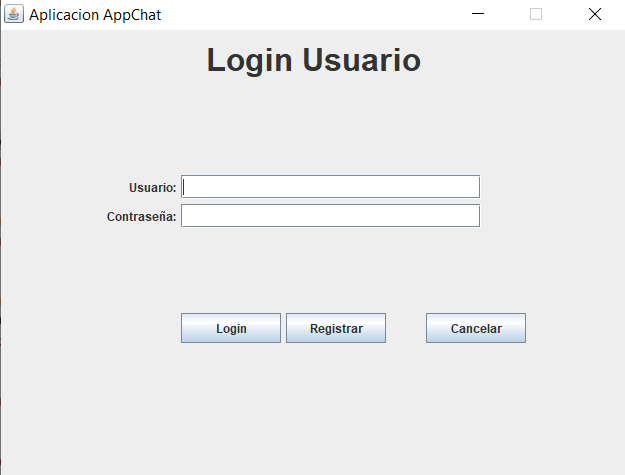 Aplicacion AppChat
Login Usuario
Usuario:
Contraseña:
Login Registrar Cancelar